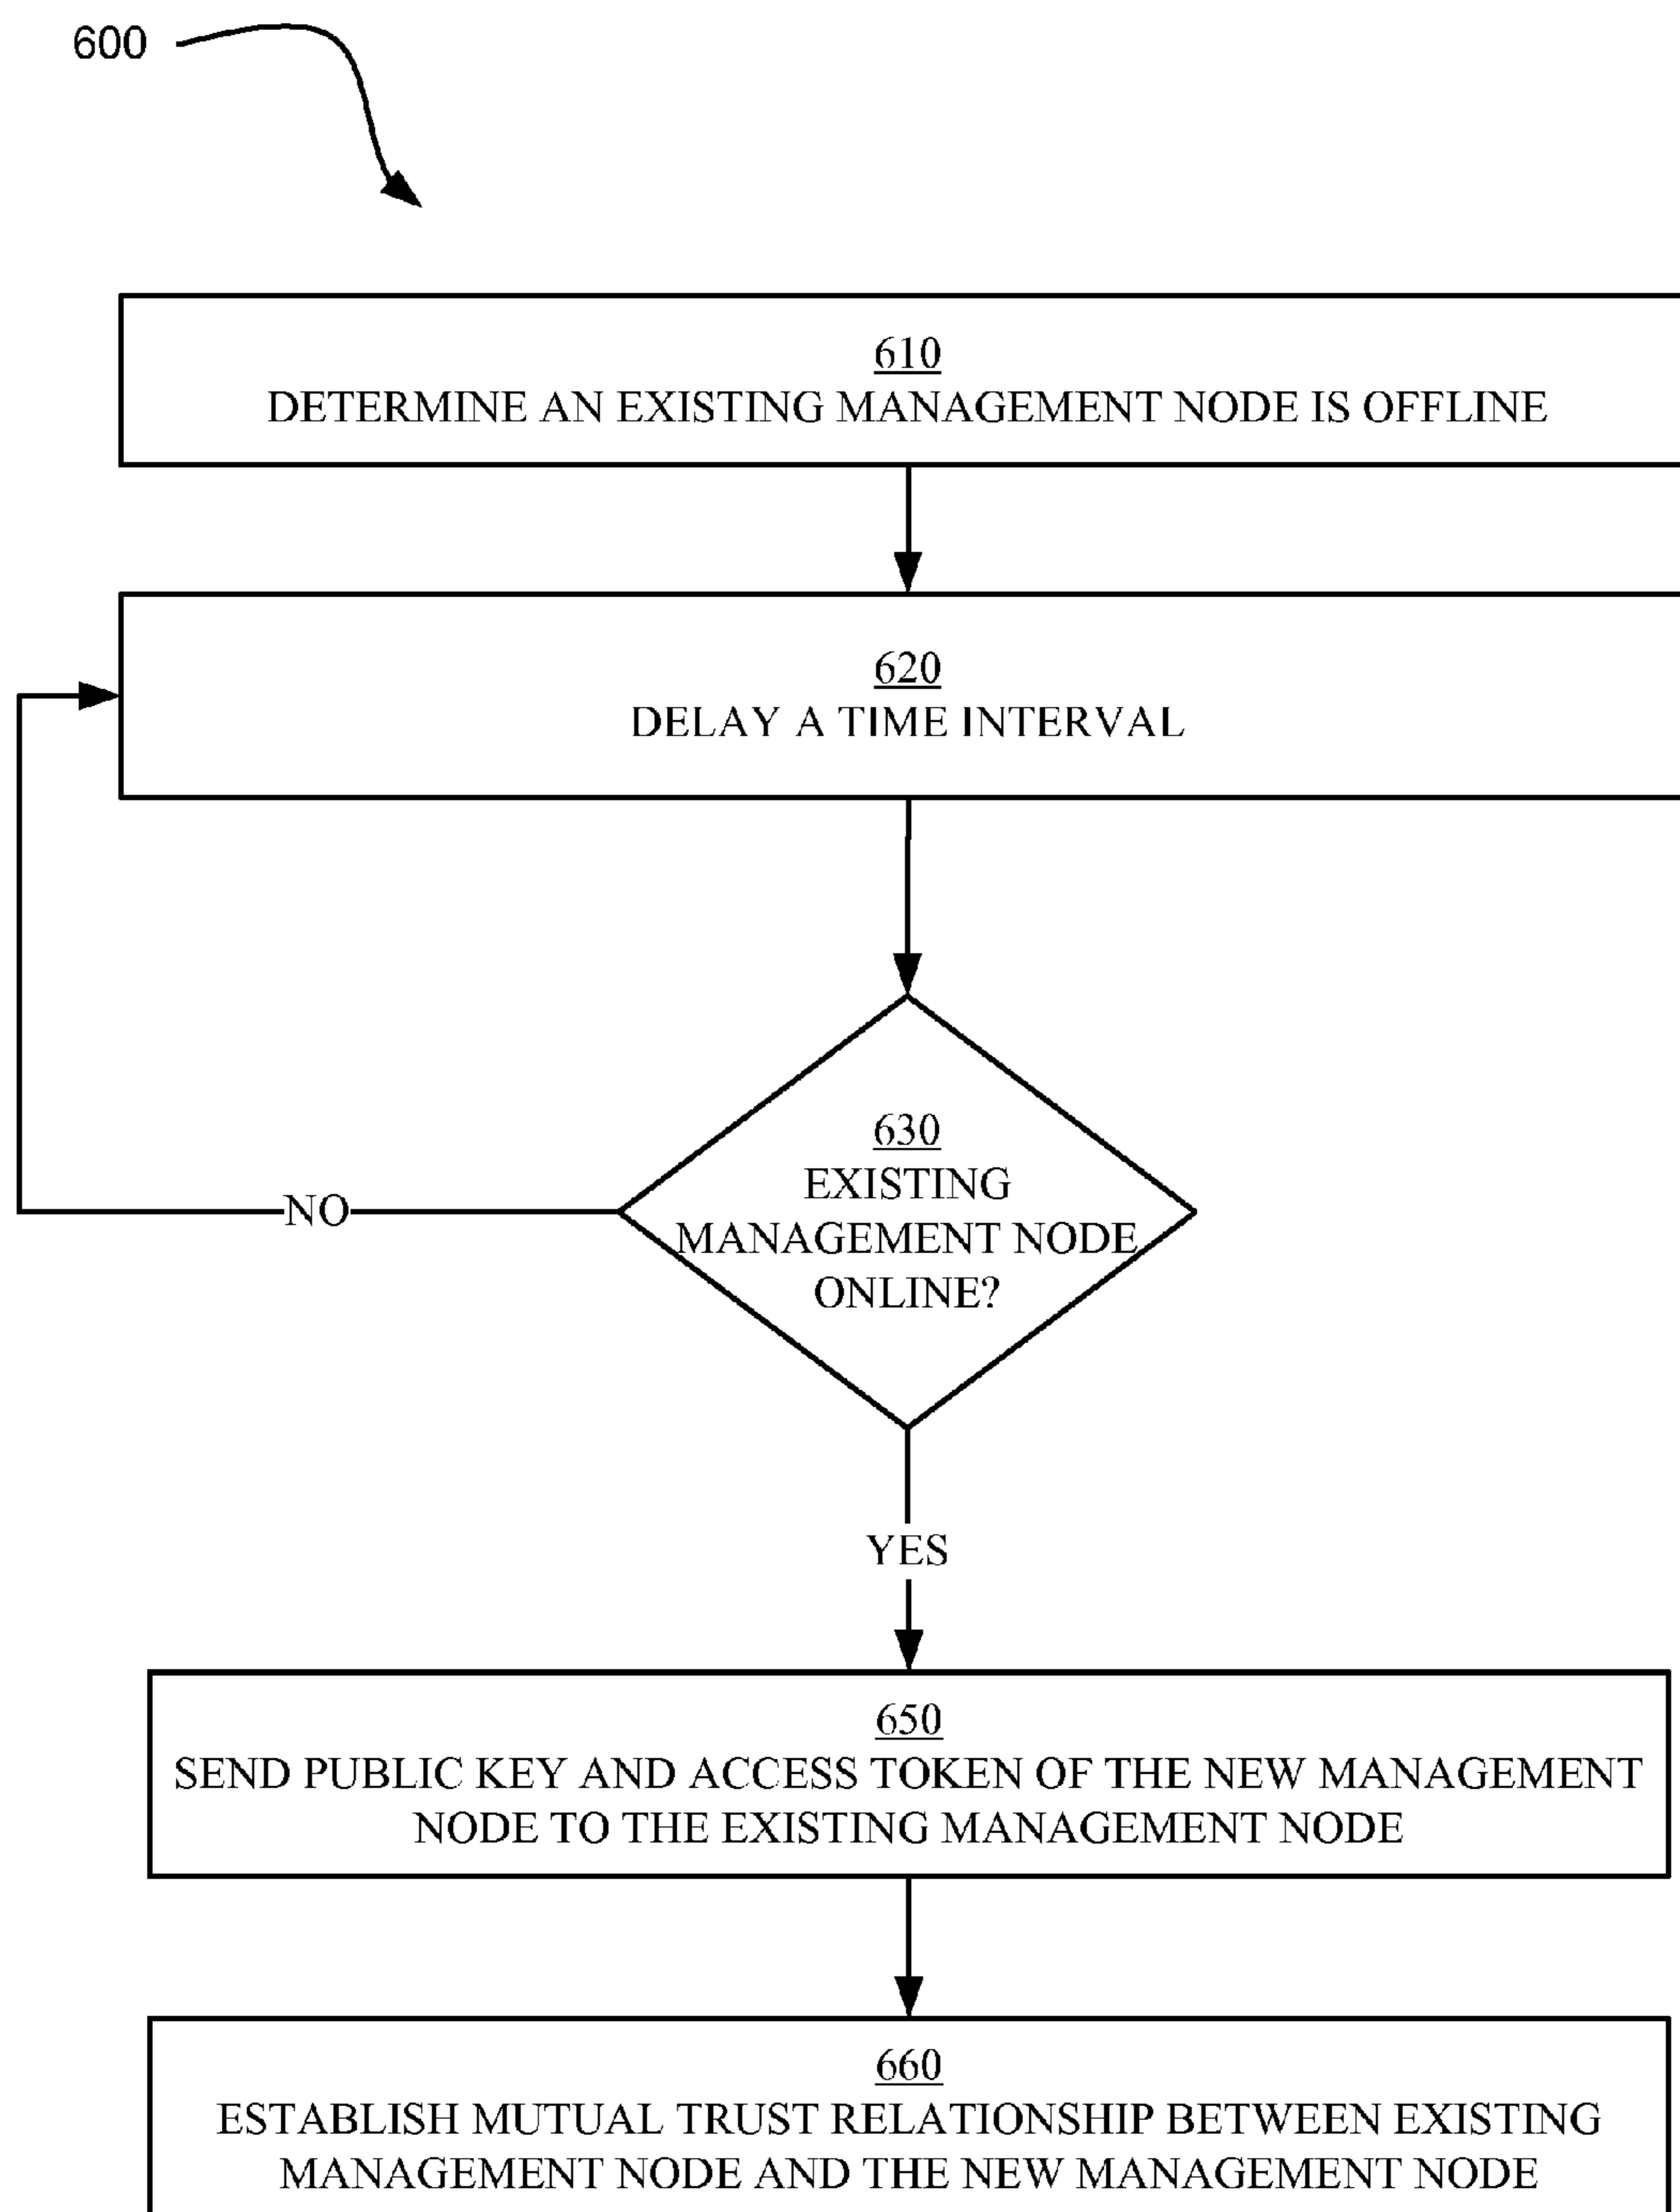 600
610
DETERMINE AN EXISTING MANAGEMENT NODE IS OFFLINE
620
DELAY A TIME INTERVAL
630
EXISTING
MANAGEMENT NODE
ONLINE?
NO
YES
650
SEND PUBLIC KEY AND ACCESS TOKEN OF THE NEW MANAGEMENT
NODE TO THE EXISTING MANAGEMENT NODE
660
ESTABLISH MUTUAL TRUST RELATIONSHIP BETWEEN EXISTING
MANAGEMENT NODE AND THE NEW MANAGEMENT NODE